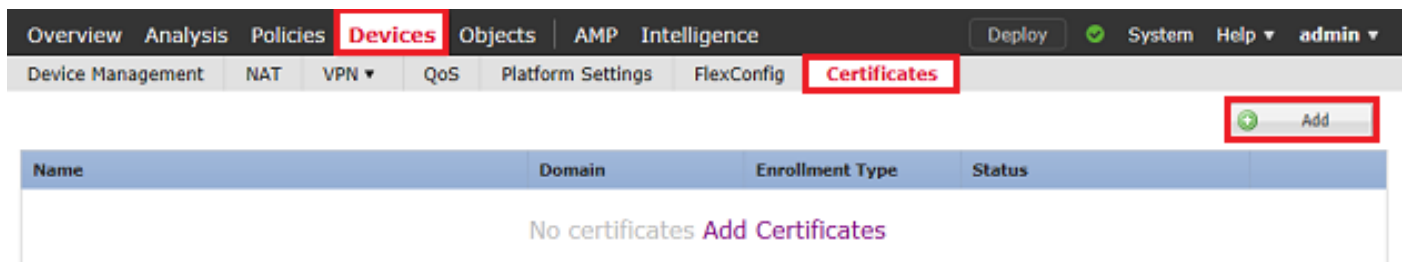 Overview Analysis Policies Devices Objects AMP Intelligence Deploy System Help ▾ admin ▾
Device Management NAT VPN ▾ QoS Platform Settings FlexConfig Certificates
Add
Name Domain Enrollment Type Status
No certificates Add Certificates